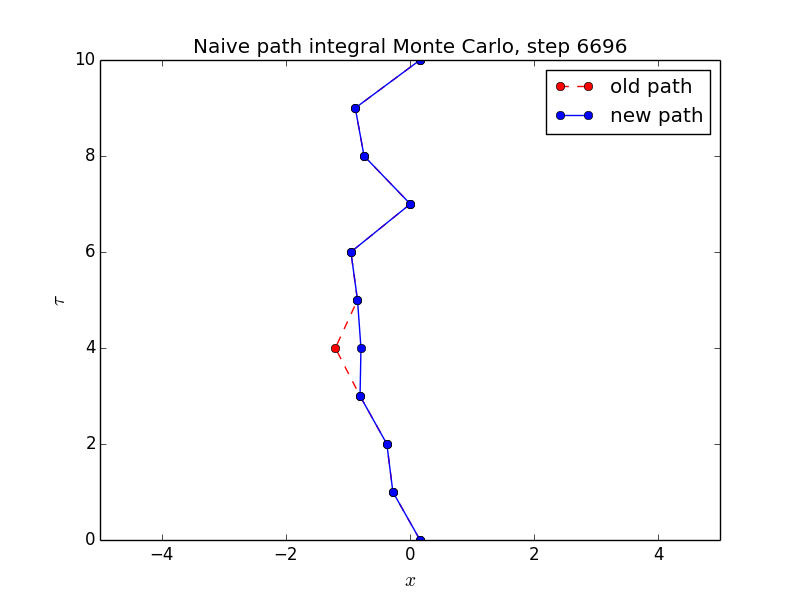 Naive path integral Monte Carlo, step 6696
old path
new path
10
8
6
4
2
0
τ
−4
−2
0
2
4
x